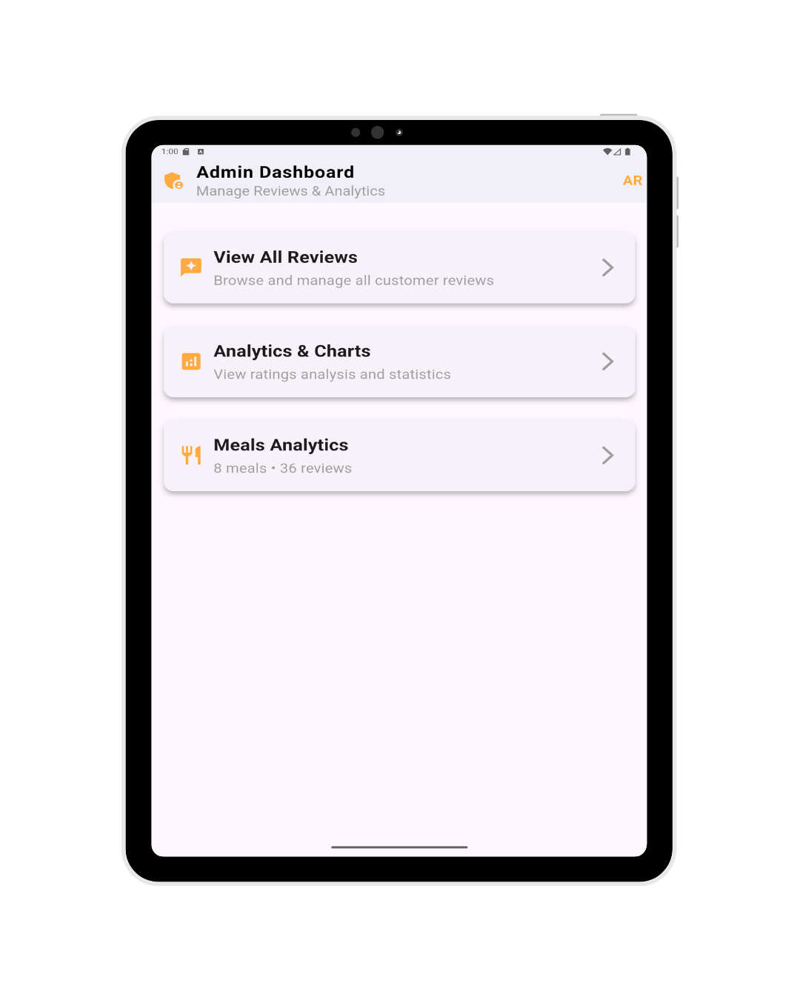 1:00
Admin Dashboard
Manage Reviews & Analytics
AR
View All Reviews
Browse and manage all customer reviews
Analytics & Charts
View ratings analysis and statistics
Meals Analytics
8 meals • 36 reviews